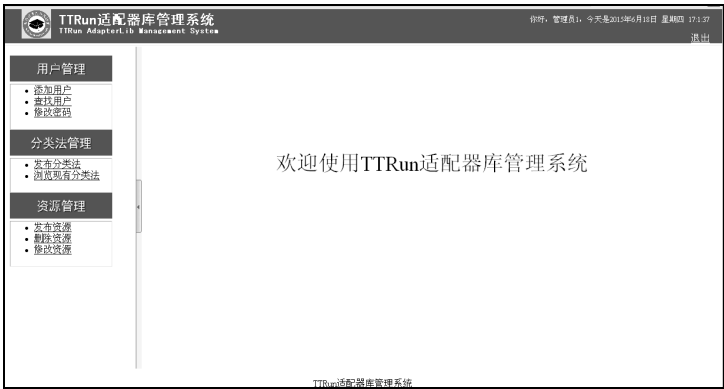 TTRun适配器库管理系统
TTRun AdapterLib Management System
你好，管理员1，今天是2015年6月18日 星期四 17:1:37
退出
用户管理
添加用户
查找用户
修改密码
分类法管理
发布分类法
浏览现有分类法
资源管理
发布资源
删除资源
修改资源
欢迎使用TTRun适配器库管理系统
TTRun适配器库管理系统